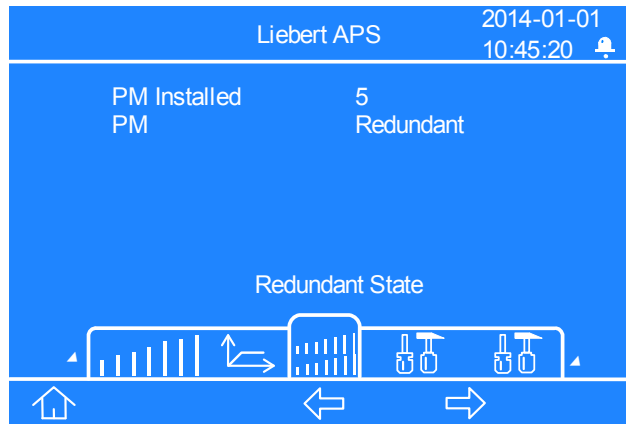 Liebert APS
2014-01-01
10:45:20
PM Installed 5
PM Redundant
Redundant State